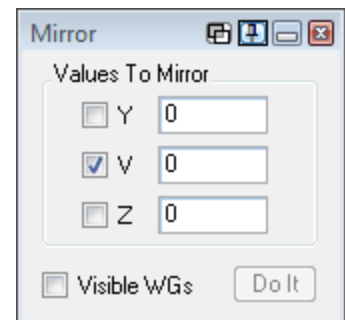 Mirror
Values To Mirror
Y 0
V 0
Z 0
Visible WGs Do It